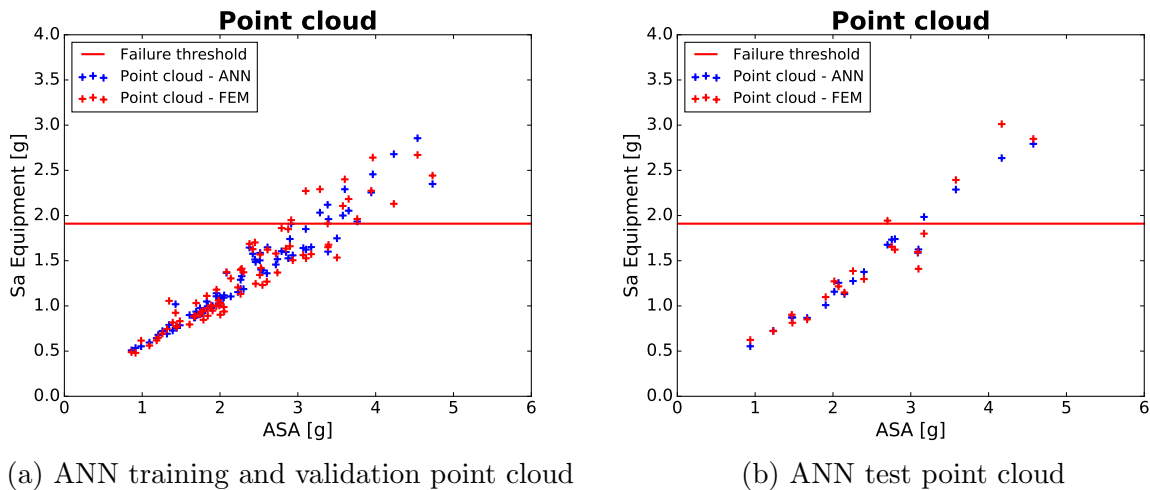 Point cloud
4.0
3.5
3.0
2.5
2.0
1.5
1.0
0.5
0.0
Sa Equipment [g]
Failure threshold
Point cloud - ANN
Point cloud - FEM
0 1 2 3 4 5 6
ASA [g]
(a) ANN training and validation point cloud
Point cloud
4.0
3.5
3.0
2.5
2.0
1.5
1.0
0.5
0.0
Sa Equipment [g]
Failure threshold
Point cloud - ANN
Point cloud - FEM
0 1 2 3 4 5 6
ASA [g]
(b) ANN test point cloud